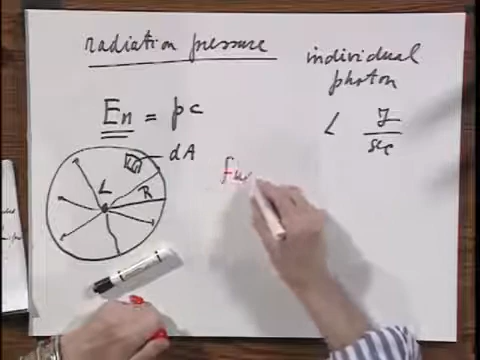 radiation pressure
individual
photon
En = pc
L J/sec
dA
L
R